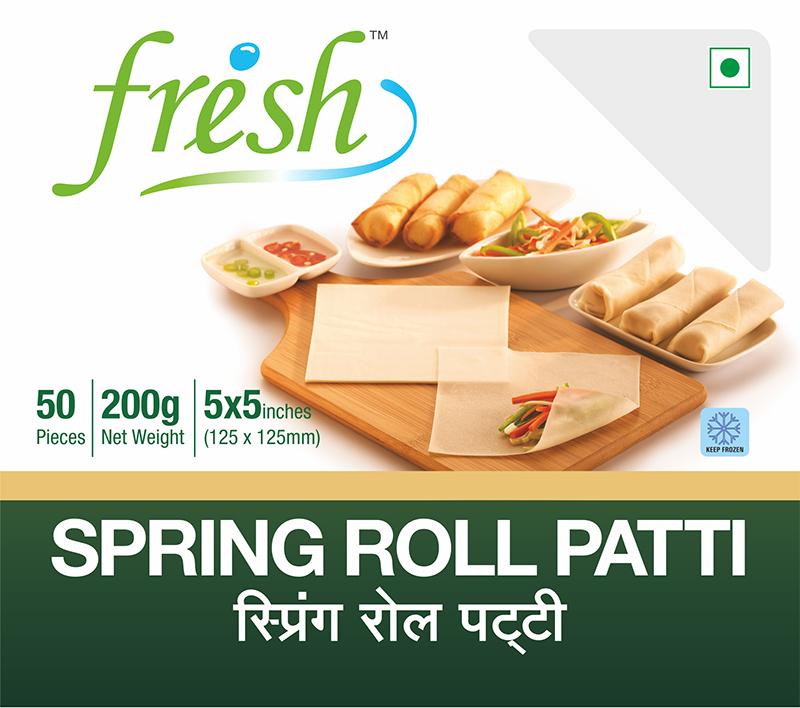 fresh™
50 Pieces
200g Net Weight
5x5inches (125 x 125mm)
KEEP FROZEN
SPRING ROLL PATTI
स्प्रिंग रोल पट्टी